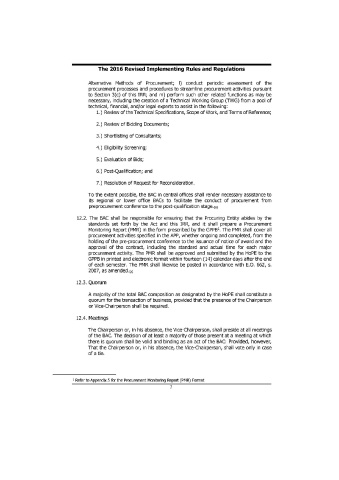 The 2016 Revised Implementing Rules and Regulations
Alternative Methods of Procurement; l) conduct periodic assessment of the
procurement processes and procedures to streamline procurement activities pursuant
to Section 3(c) of this IRR; and m) perform such other related functions as may be
necessary, including the creation of a Technical Working Group (TWG) from a pool of
technical, financial, and/or legal experts to assist in the following:
1.) Review of the Technical Specifications, Scope of Work, and Terms of Reference;
2.) Review of Bidding Documents;
3.) Shortlisting of Consultants;
4.) Eligibility Screening;
5.) Evaluation of Bids;
6.) Post-Qualification; and
7.) Resolution of Request for Reconsideration.
To the extent possible, the BAC in central offices shall render necessary assistance to
its regional or lower office BACs to facilitate the conduct of procurement from
preprocurement conference to the post-qualification stage.
12.2. The BAC shall be responsible for ensuring that the Procuring Entity abides by the
standards set forth by the Act and this IRR, and it shall prepare a Procurement
Monitoring Report (PMR) in the form prescribed by the GPPB. The PMR shall cover all
procurement activities specified in the APP, whether ongoing and completed, from the
holding of the pre-procurement conference to the issuance of notice of award and the
approval of the contract, including the standard and actual time for each major
procurement activity. The PMR shall be approved and submitted by the HoPE to the
GPPB in printed and electronic format within fourteen (14) calendar days after the end
of each semester. The PMR shall likewise be posted in accordance with E.O. 662, s.
2007, as amended.
12.3. Quorum
A majority of the total BAC composition as designated by the HoPE shall constitute a
quorum for the transaction of business, provided that the presence of the Chairperson
or Vice-Chairperson shall be required.
12.4. Meetings
The Chairperson or, in his absence, the Vice-Chairperson, shall preside at all meetings
of the BAC. The decision of at least a majority of those present at a meeting at which
there is quorum shall be valid and binding as an act of the BAC: Provided, however,
That the Chairperson or, in his absence, the Vice-Chairperson, shall vote only in case
of a tie.
Refer to Appendix 5 for the Procurement Monitoring Report (PMR) Format